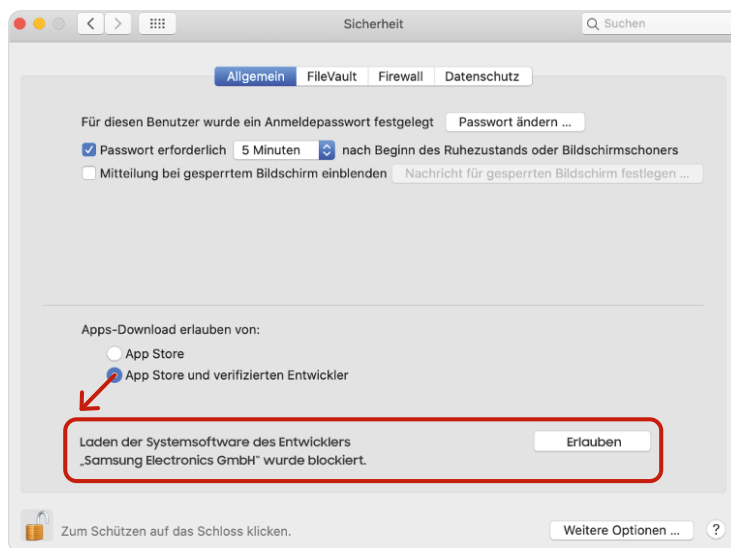 Sicherheit
Suchen
Allgemein FileVault Firewall Datenschutz
Für diesen Benutzer wurde ein Anmeldepasswort festgelegt Passwort ändern ...
Passwort erforderlich 5 Minuten nach Beginn des Ruhezustands oder Bildschirmschoners
Mitteilung bei gesperrtem Bildschirm einblenden Nachricht für gesperrten Bildschirm festlegen ...
Apps-Download erlauben von:
App Store
App Store und verifizierten Entwickler
Laden der Systemsoftware des Entwicklers Erlauben
„Samsung Electronics GmbH“ wurde blockiert.
Zum Schützen auf das Schloss klicken. Weitere Optionen ... ?